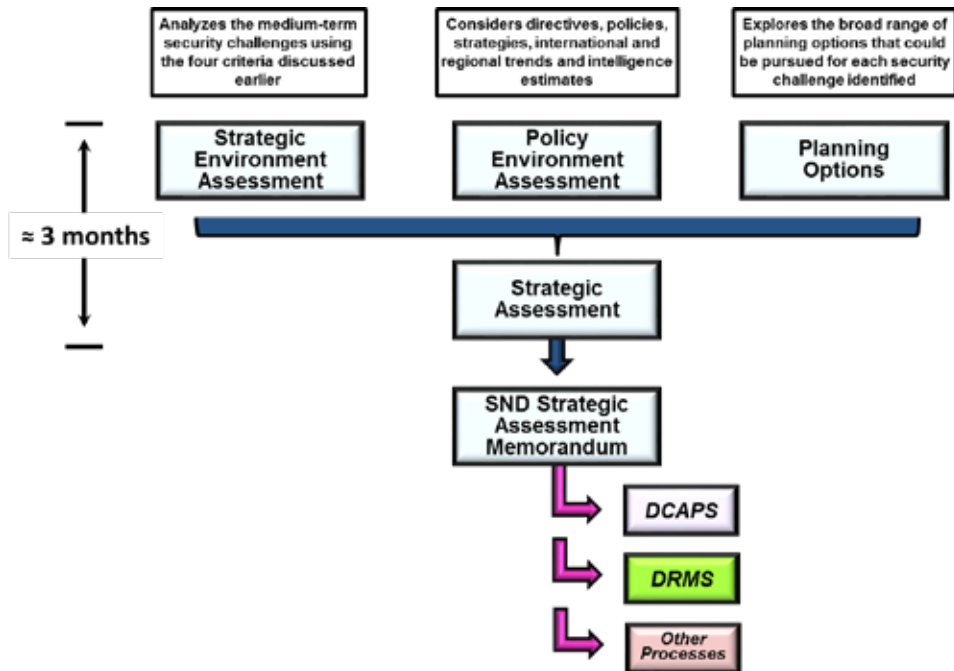 Analyzes the medium-term
security challenges using
the four criteria discussed
earlier
Considers directives, policies,
strategies, international and
regional trends and intelligence
estimates
Explores the broad range of
planning options that could
be pursued for each security
challenge identified
Strategic
Environment
Assessment
Policy
Environment
Assessment
Planning
Options
≈ 3 months
Strategic
Assessment
SND Strategic
Assessment
Memorandum
DCAPS
DRMS
Other
Processes